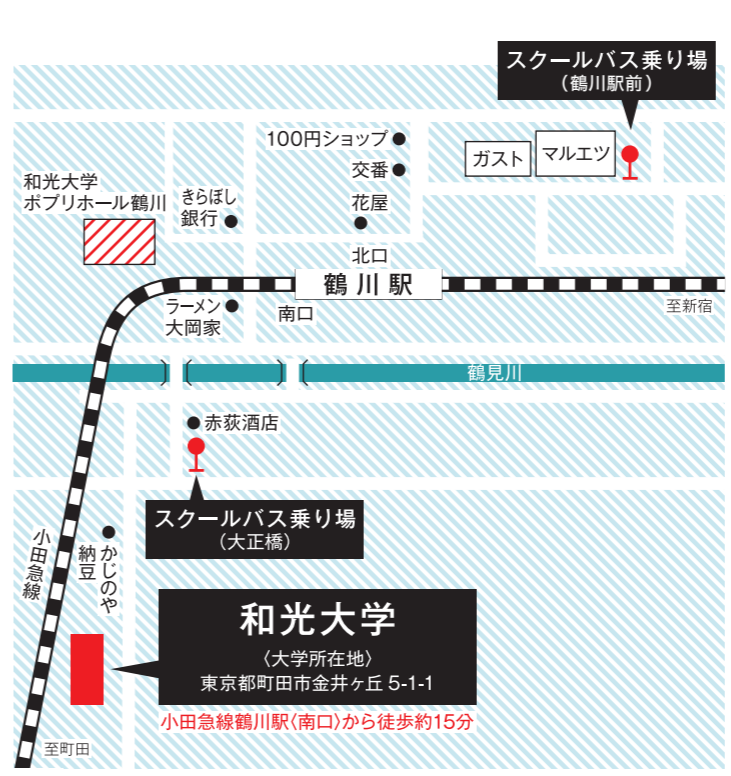 スクールバス乗り場
（鶴川駅前）
100円ショップ
交番
花屋
ガスト
マルエツ
和光大学
ポプリホール鶴川
きらぼし
銀行
北口
鶴川駅
南口
至新宿
ラーメン
大岡家
鶴見川
赤荻酒店
スクールバス乗り場
（大正橋）
小田急線
かじのや
納豆
和光大学
〈大学所在地〉
東京都町田市金井ヶ丘 5-1-1
小田急線鶴川駅〈南口〉から徒歩約15分
至町田